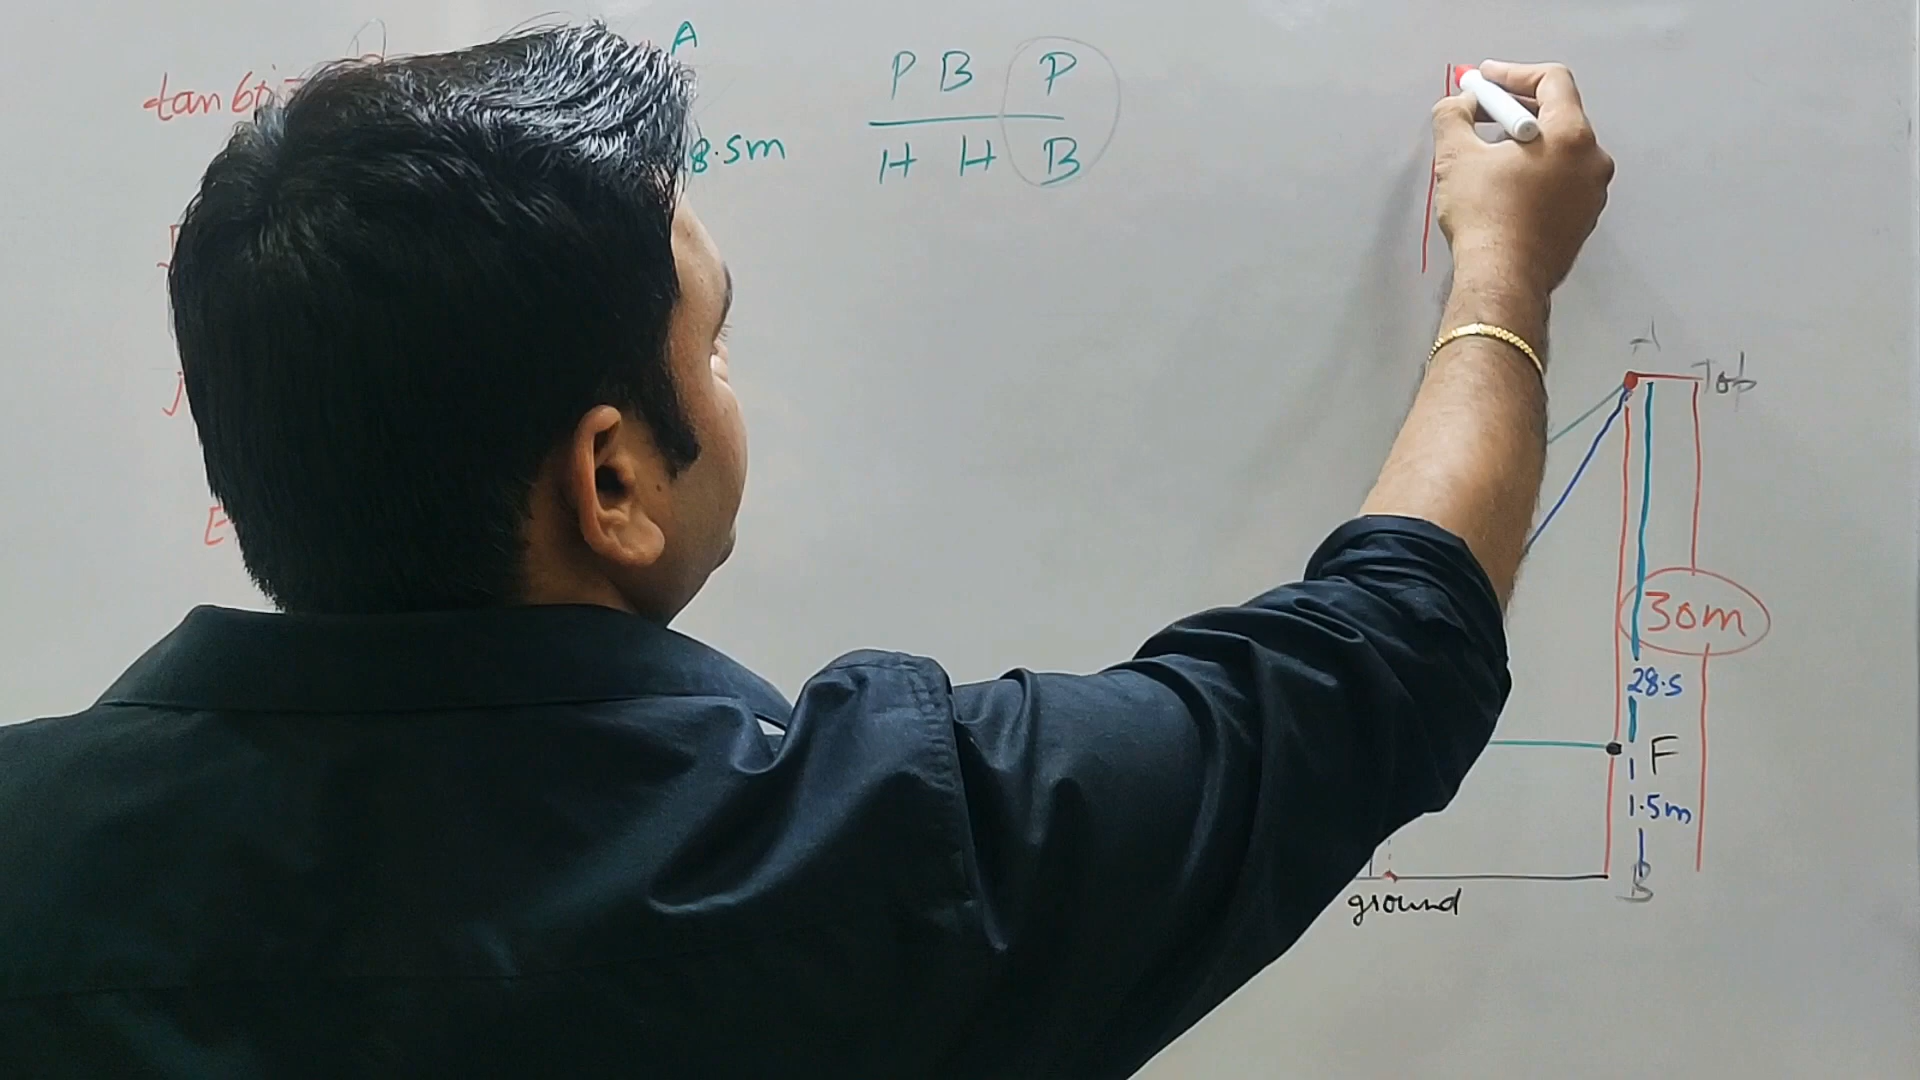 A
tan 60
P B P
8.5m
H H B
E
A
Top
30m
28.5
F
1.5m
B
ground